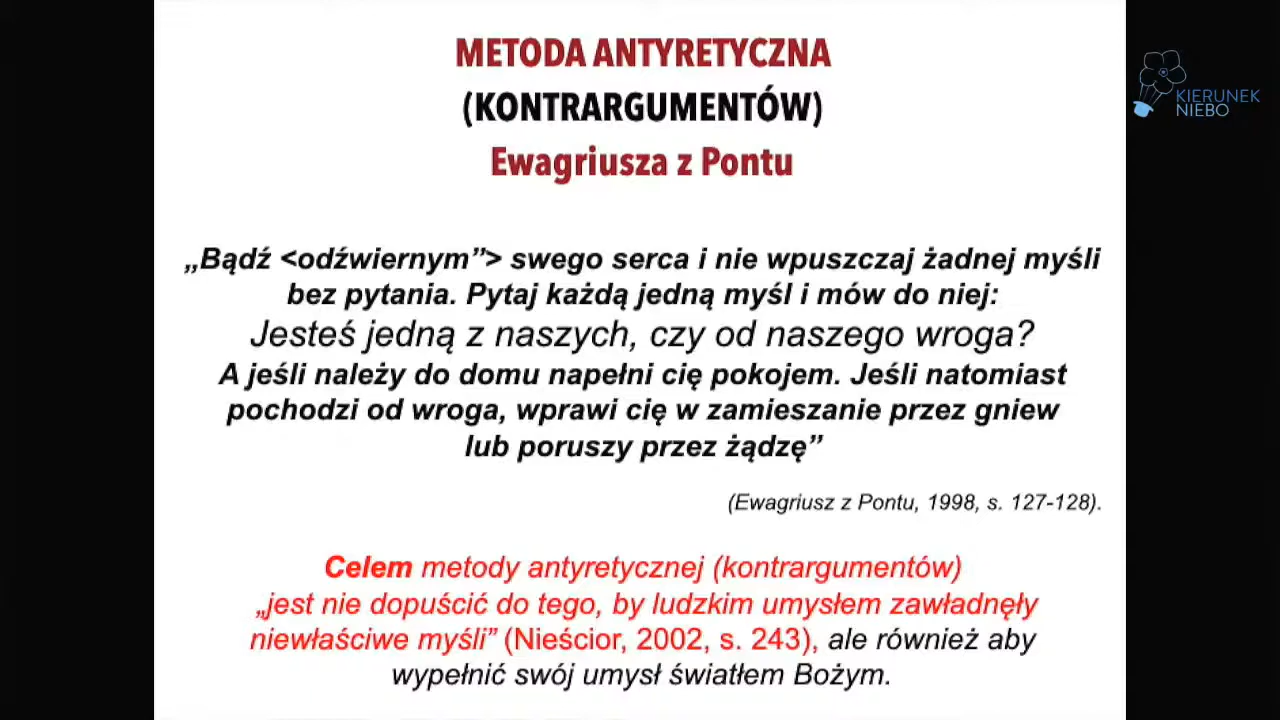 METODA ANTYRETYCZNA
(KONTRARGUMENTÓW)
Ewagriusza z Pontu
KIERUNEK
NIEBO
„Bądź <odźwiernym”> swego serca i nie wpuszczaj żadnej myśli
bez pytania. Pytaj każdą jedną myśl i mów do niej:
Jesteś jedną z naszych, czy od naszego wroga?
A jeśli należy do domu napełni cię pokojem. Jeśli natomiast
pochodzi od wroga, wprawi cię w zamieszanie przez gniew
lub poruszy przez żądzę”
(Ewagriusz z Pontu, 1998, s. 127-128).
Celem metody antyretycznej (kontrargumentów)
„jest nie dopuścić do tego, by ludzkim umysłem zawładnęły
niewłaściwe myśli” (Nieścior, 2002, s. 243), ale również aby
wypełnić swój umysł światłem Bożym.